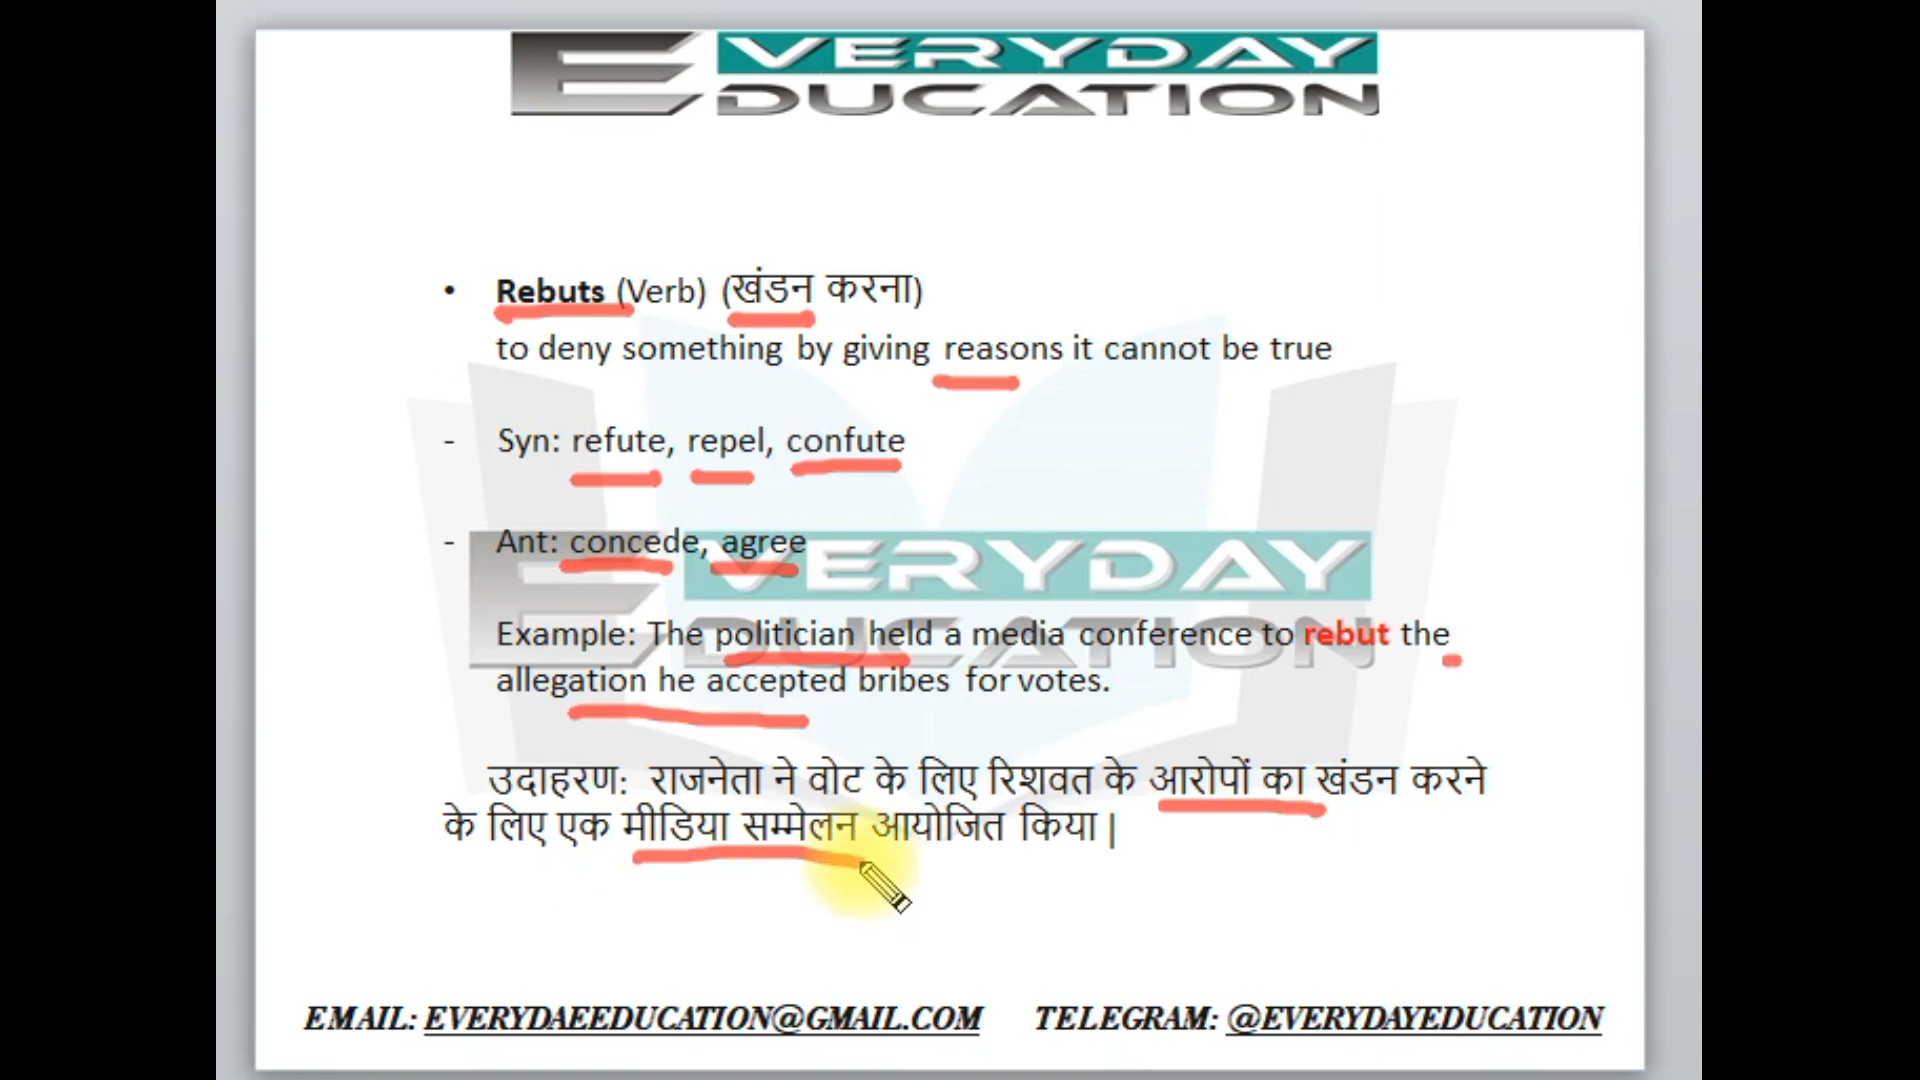 EVERYDAY
EDUCATION
• Rebuts (Verb) (खंडन करना)
to deny something by giving reasons it cannot be true
- Syn: refute, repel, confute
- Ant: concede, agree
EVERYDAY
EDUCATION
Example: The politician held a media conference to rebut the
allegation he accepted bribes for votes.
उदाहरण: राजनेता ने वोट के लिए रिशवत के आरोपों का खंडन करने
के लिए एक मीडिया सम्मेलन आयोजित किया |
EMAIL: EVERYDAEEDUCATION@GMAIL.COM TELEGRAM: @EVERYDAYEDUCATION